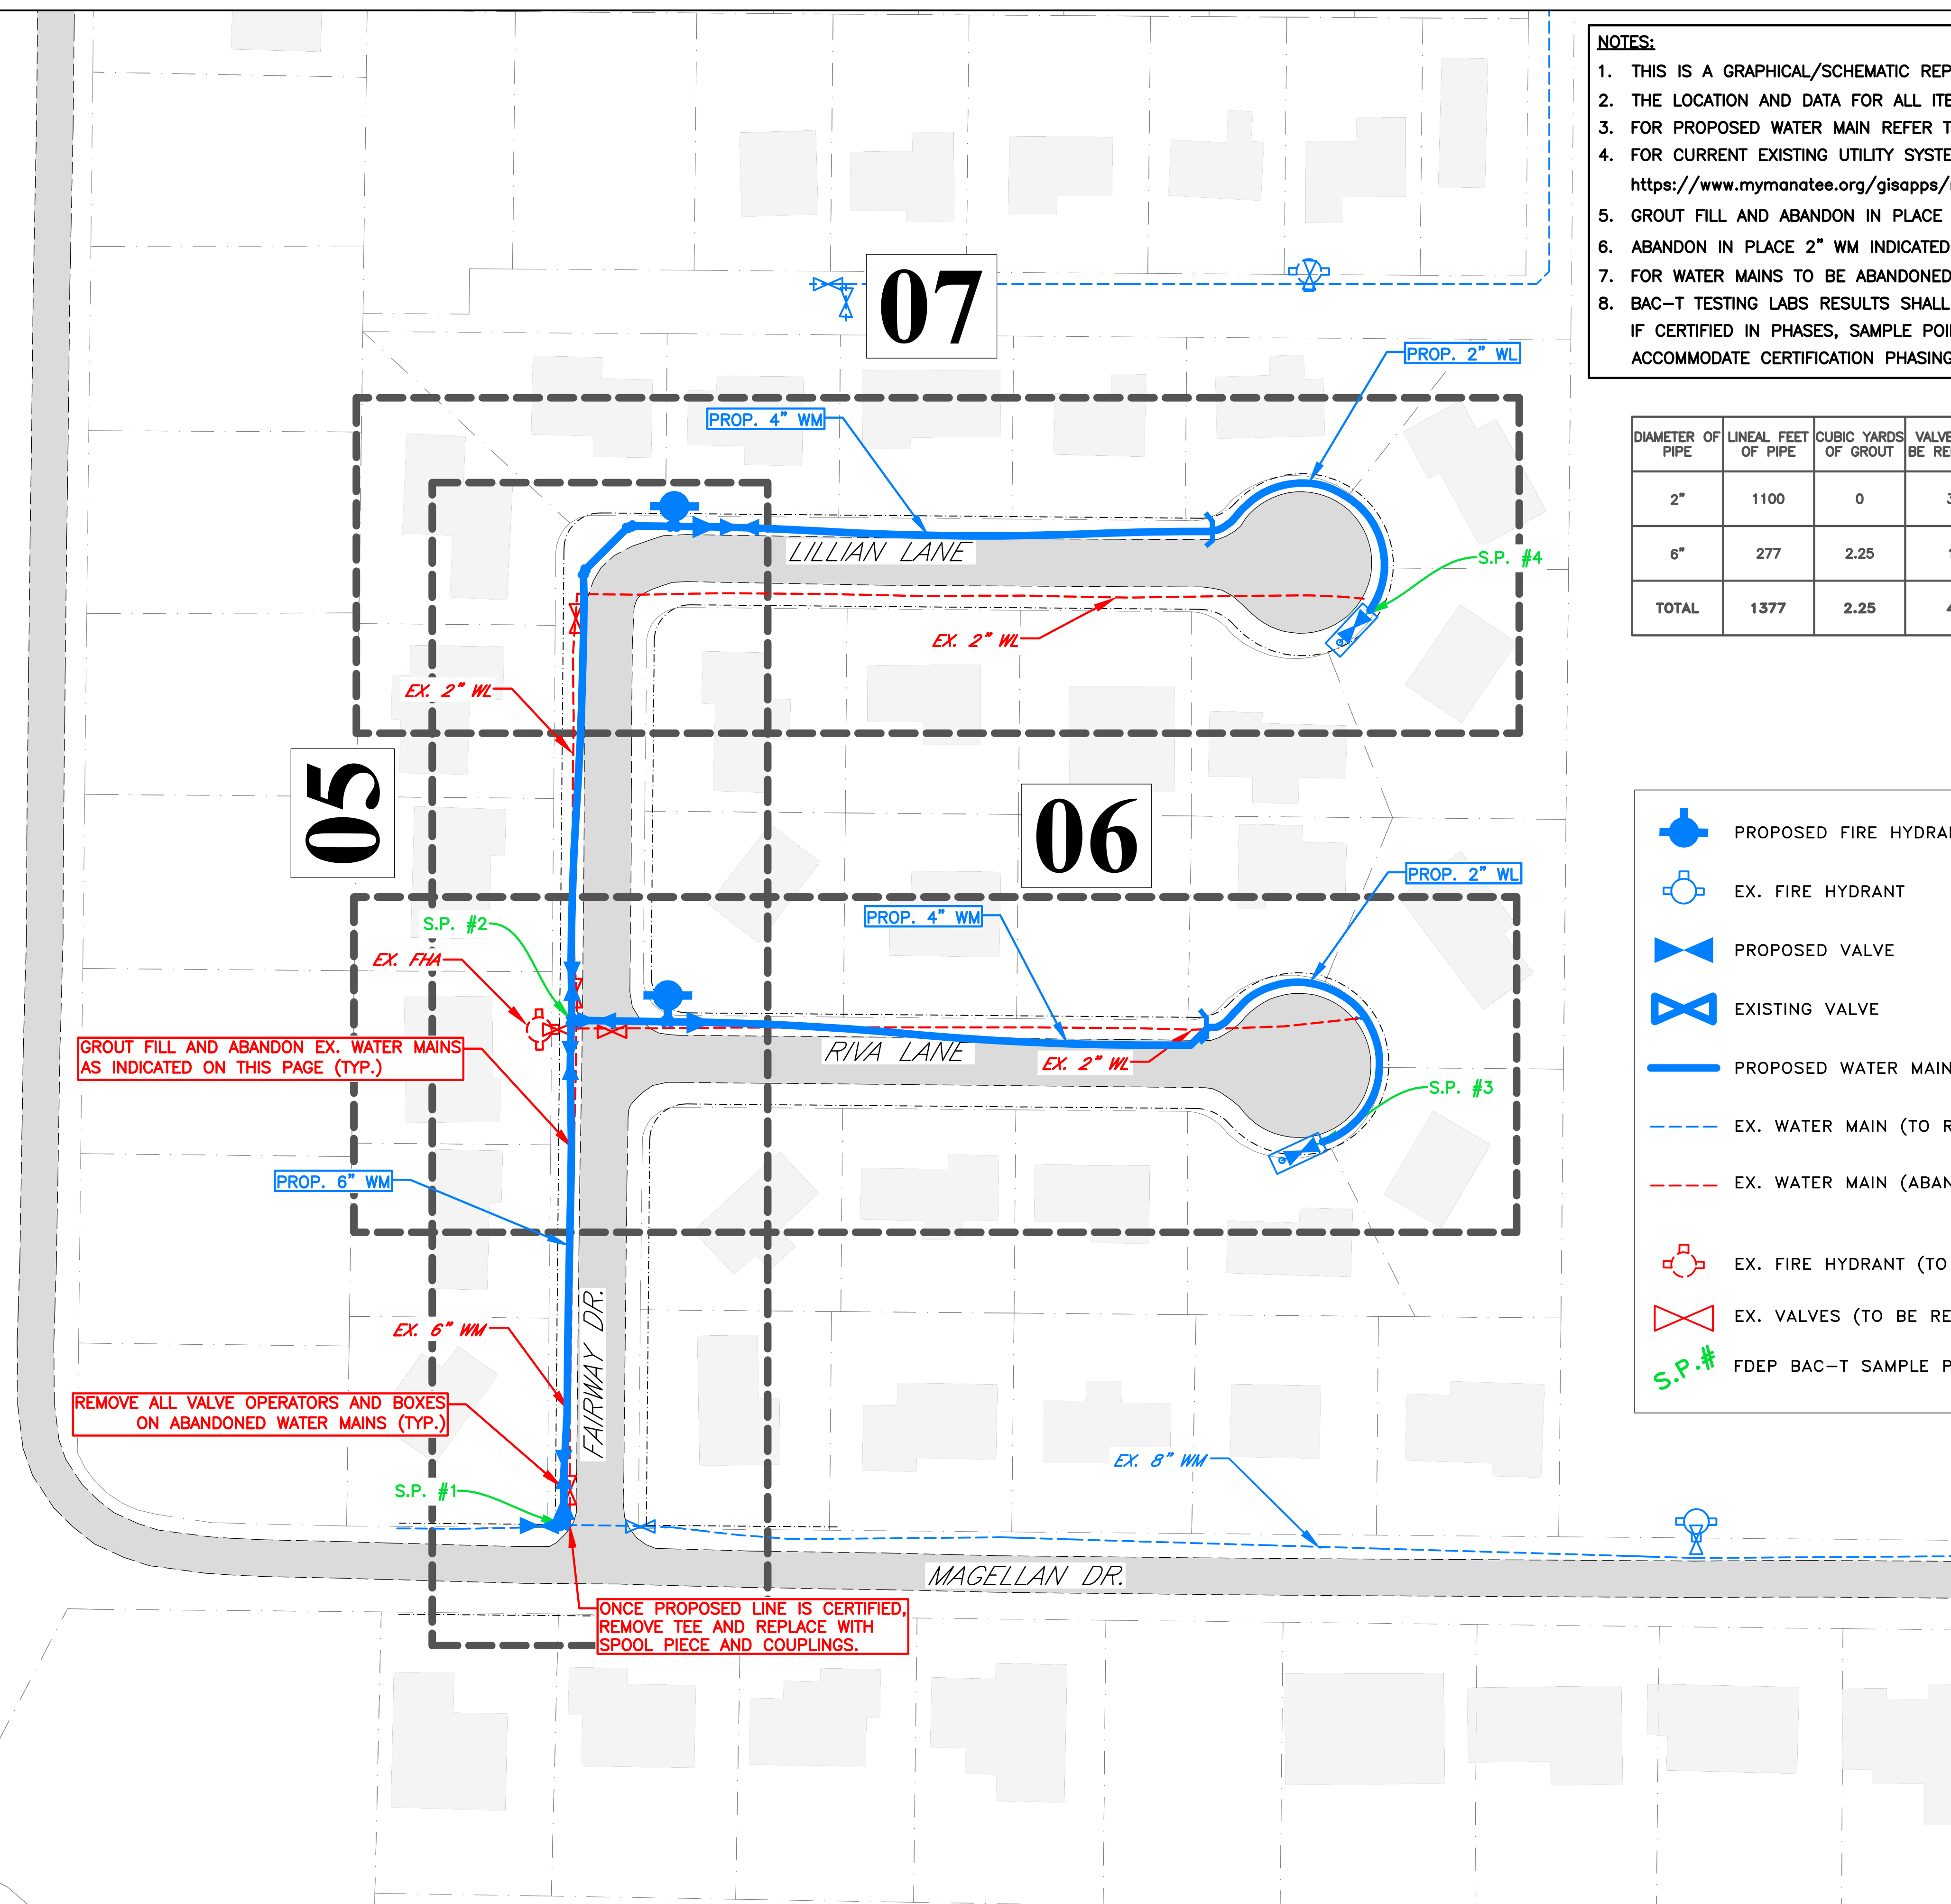 NOTES:
1. THIS IS A GRAPHICAL/SCHEMATIC REP
2. THE LOCATION AND DATA FOR ALL ITE
3. FOR PROPOSED WATER MAIN REFER T
4. FOR CURRENT EXISTING UTILITY SYSTE
https://www.mymanatee.org/gisapps/
5. GROUT FILL AND ABANDON IN PLACE
6. ABANDON IN PLACE 2" WM INDICATED
7. FOR WATER MAINS TO BE ABANDONED
8. BAC-T TESTING LABS RESULTS SHALL
IF CERTIFIED IN PHASES, SAMPLE POI
ACCOMMODATE CERTIFICATION PHASING
07
PROP. 2" WL
PROP. 4" WM
DIAMETER OF PIPE LINEAL FEET OF PIPE CUBIC YARDS OF GROUT VALVE BE RE
2" 1100 0 3
6" 277 2.25 1
TOTAL 1377 2.25 4
LILLIAN LANE
S.P. #4
EX. 2" WL
EX. 2" WL
05
06
PROP. 2" WL
PROP. 4" WM
S.P. #2
EX. FHA
GROUT FILL AND ABANDON EX. WATER MAINS
AS INDICATED ON THIS PAGE (TYP.)
RIVA LANE
EX. 2" WL
S.P. #3
PROP. 6" WM
EX. 6" WM
FAIRWAY DR.
REMOVE ALL VALVE OPERATORS AND BOXES
ON ABANDONED WATER MAINS (TYP.)
S.P. #1
EX. 8" WM
MAGELLAN DR.
ONCE PROPOSED LINE IS CERTIFIED,
REMOVE TEE AND REPLACE WITH
SPOOL PIECE AND COUPLINGS.
PROPOSED FIRE HYDRA
EX. FIRE HYDRANT
PROPOSED VALVE
EXISTING VALVE
PROPOSED WATER MAIN
EX. WATER MAIN (TO R
EX. WATER MAIN (ABAN
EX. FIRE HYDRANT (TO
EX. VALVES (TO BE RE
S.P.# FDEP BAC-T SAMPLE P